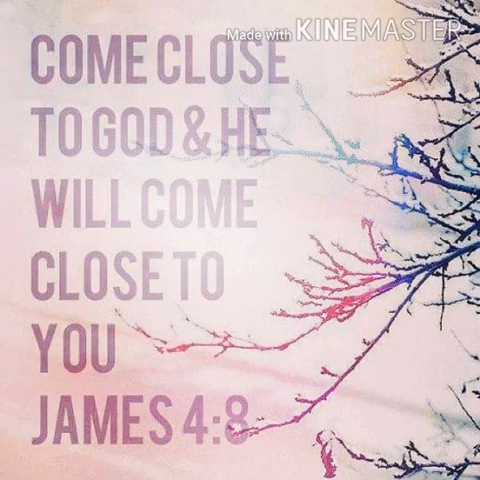 Made with KINEMASTER
COME CLOSE
TO GOD & HE
WILL COME
CLOSE TO
YOU
JAMES 4:8